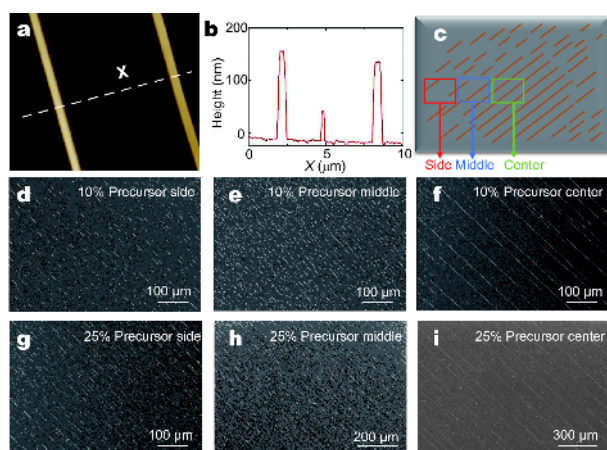 a
X
b
Height (nm)
200
100
0
0
5
10
X (μm)
c
Side
Middle
Center
d
10% Precursor side
100 μm
e
10% Precursor middle
100 μm
f
10% Precursor center
100 μm
g
25% Precursor side
100 μm
h
25% Precursor middle
200 μm
i
25% Precursor center
300 μm